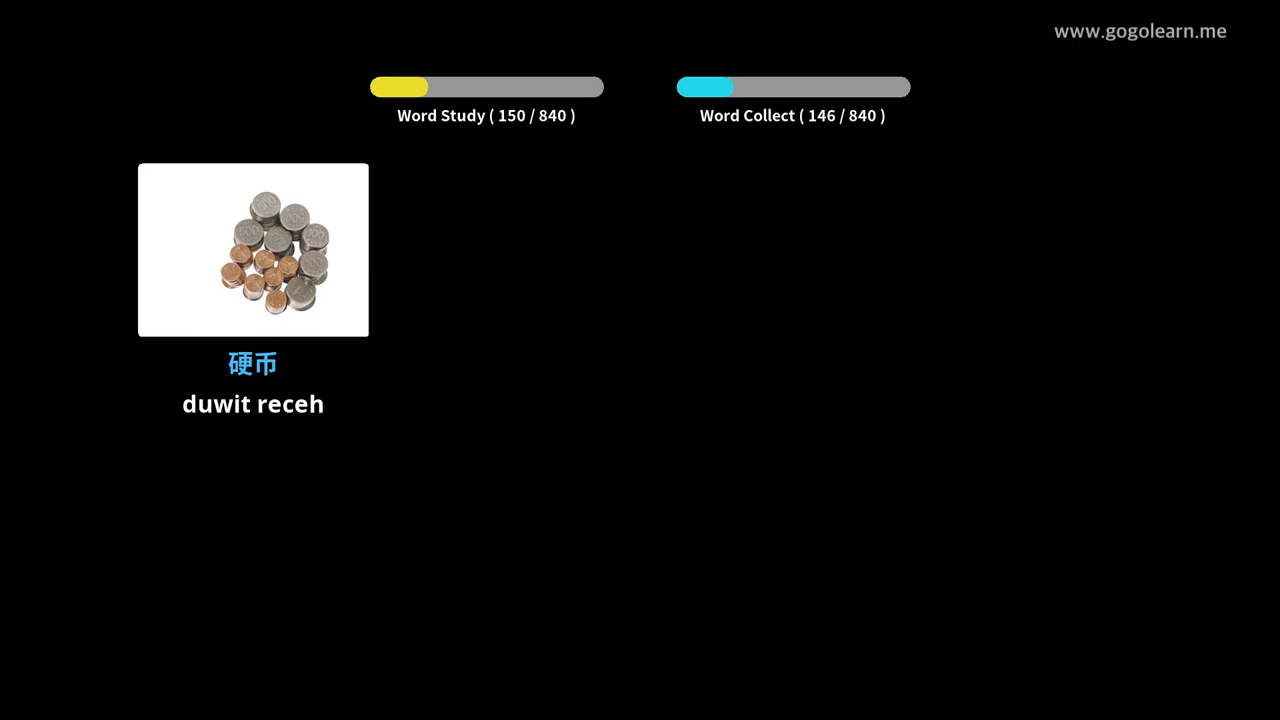 www.gogolearn.me
Word Study ( 150 / 840 )
Word Collect ( 146 / 840 )
硬币
duwit receh